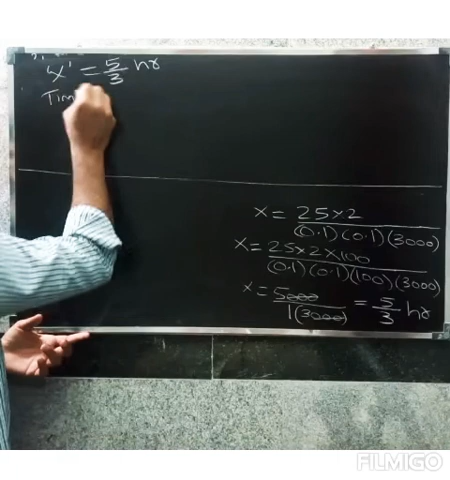 'x' = 5/3 hr
Tim
x = 25×2/(0.1)(0.1)(3000)
x = 25×2×100/(0.1)(0.1)(100)(3000)
x = 5000/1(3000) = 5/3 hr
FILMIGO